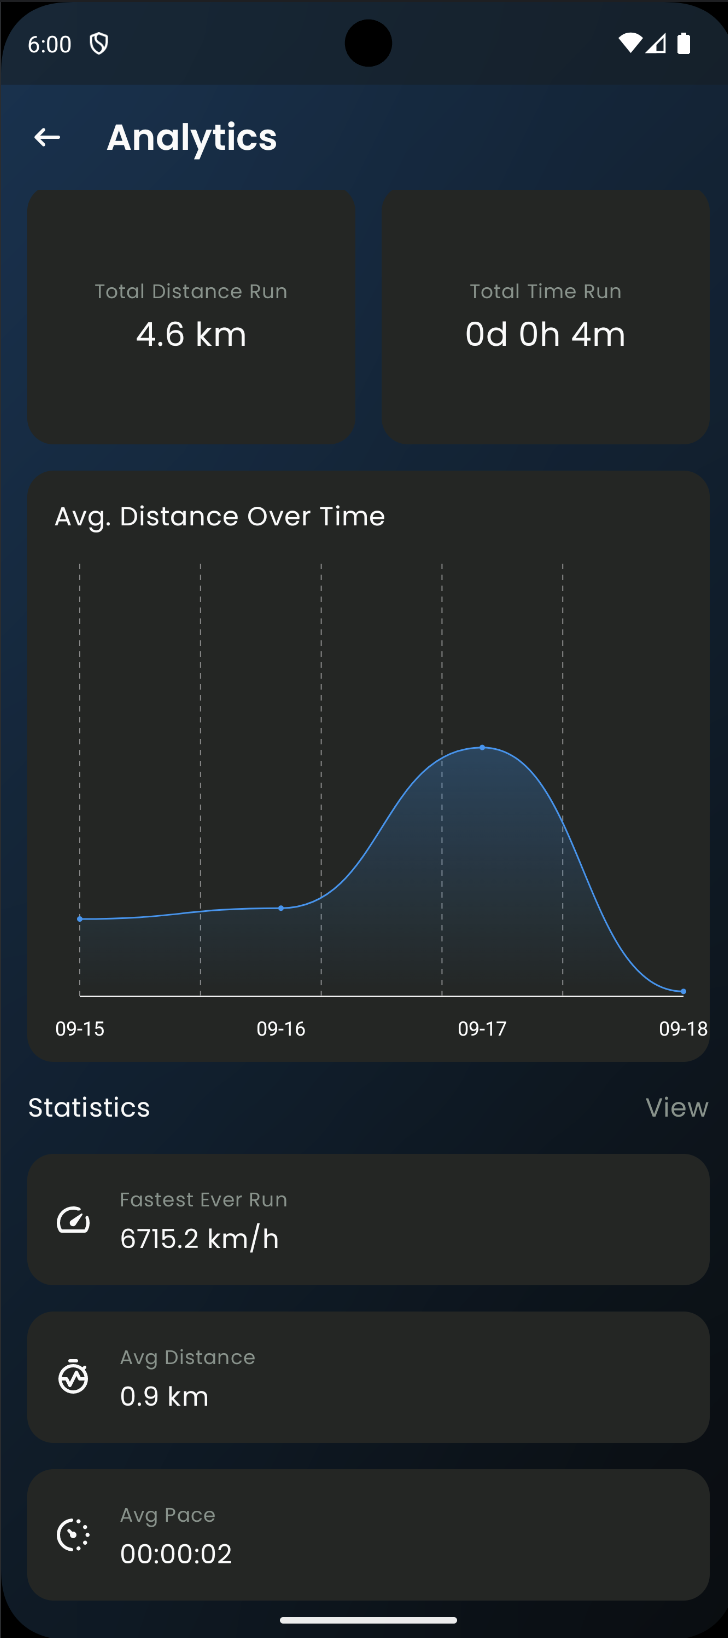 6:00
Analytics
Total Distance Run
4.6 km
Total Time Run
0d 0h 4m
Avg. Distance Over Time
09-15 09-16 09-17 09-18
Statistics View
Fastest Ever Run
6715.2 km/h
Avg Distance
0.9 km
Avg Pace
00:00:02